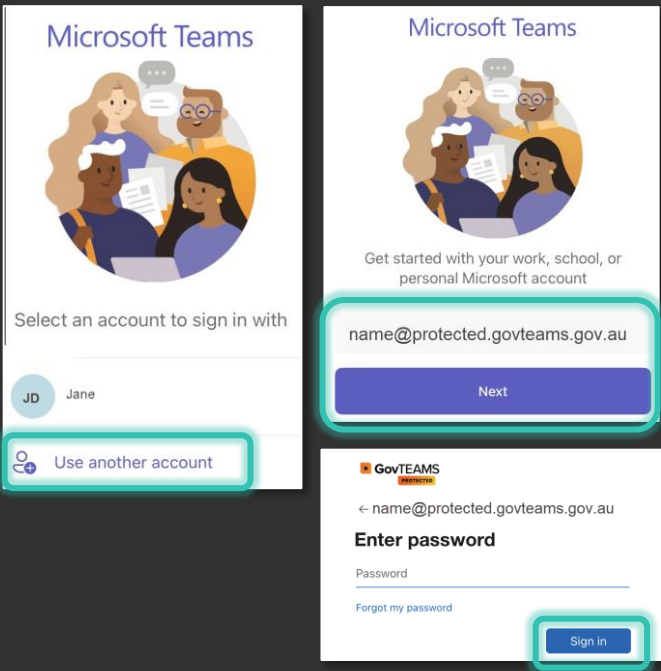 Microsoft Teams
Select an account to sign in with
JD
Jane
Use another account
Microsoft Teams
Get started with your work, school, or
personal Microsoft account
name@protected.govteams.gov.au
Next
GovTEAMS
PROTECTED
← name@protected.govteams.gov.au
Enter password
Password
Forgot my password
Sign in